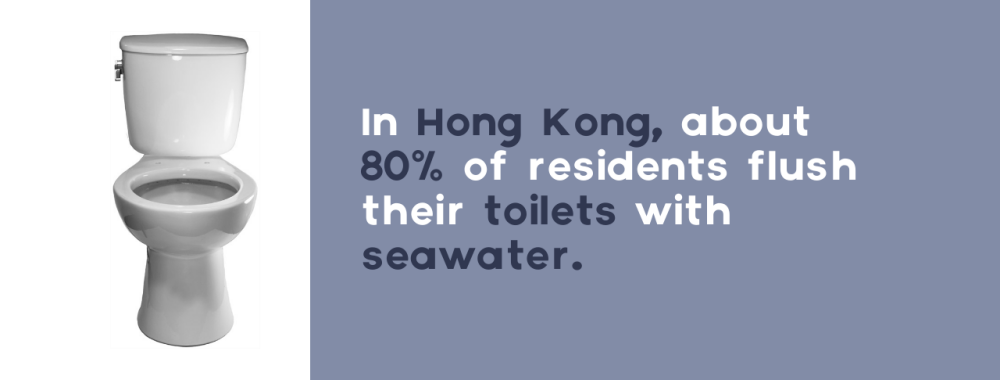 In Hong Kong, about
80% of residents flush
their toilets with
seawater.